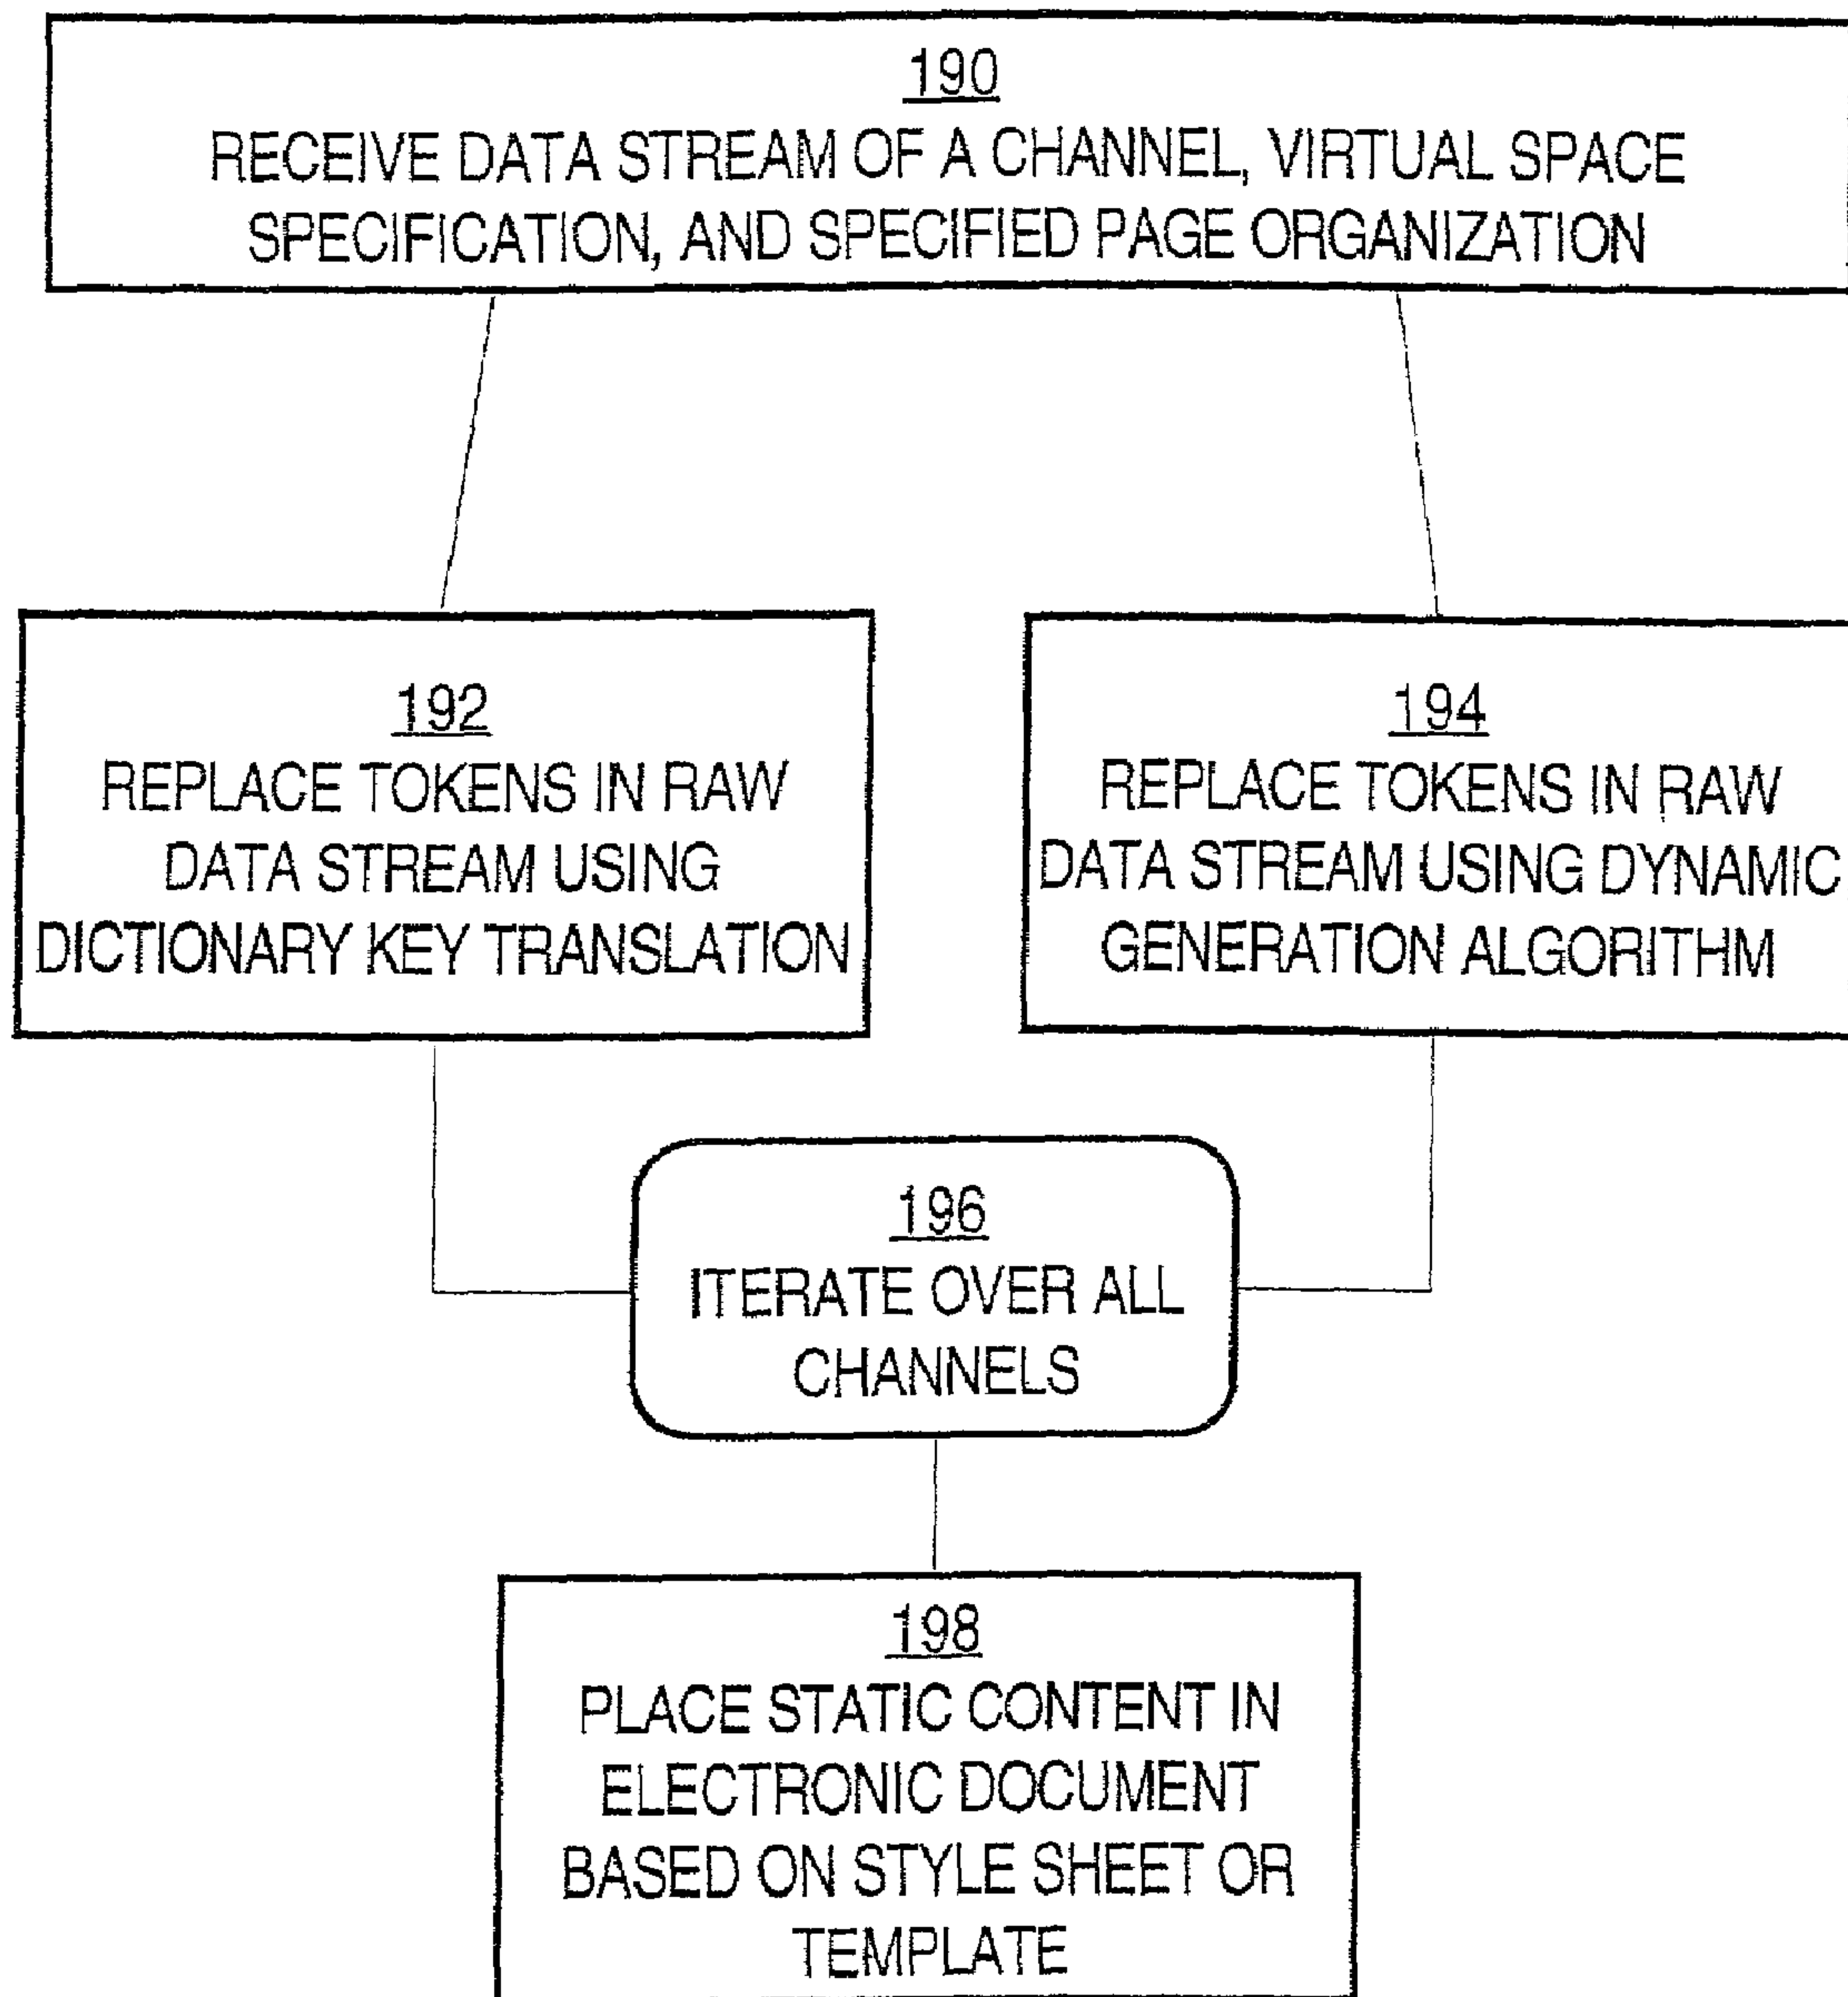 190
RECEIVE DATA STREAM OF A CHANNEL, VIRTUAL SPACE
SPECIFICATION, AND SPECIFIED PAGE ORGANIZATION
192
REPLACE TOKENS IN RAW
DATA STREAM USING
DICTIONARY KEY TRANSLATION
194
REPLACE TOKENS IN RAW
DATA STREAM USING DYNAMIC
GENERATION ALGORITHM
196
ITERATE OVER ALL
CHANNELS
198
PLACE STATIC CONTENT IN
ELECTRONIC DOCUMENT
BASED ON STYLE SHEET OR
TEMPLATE